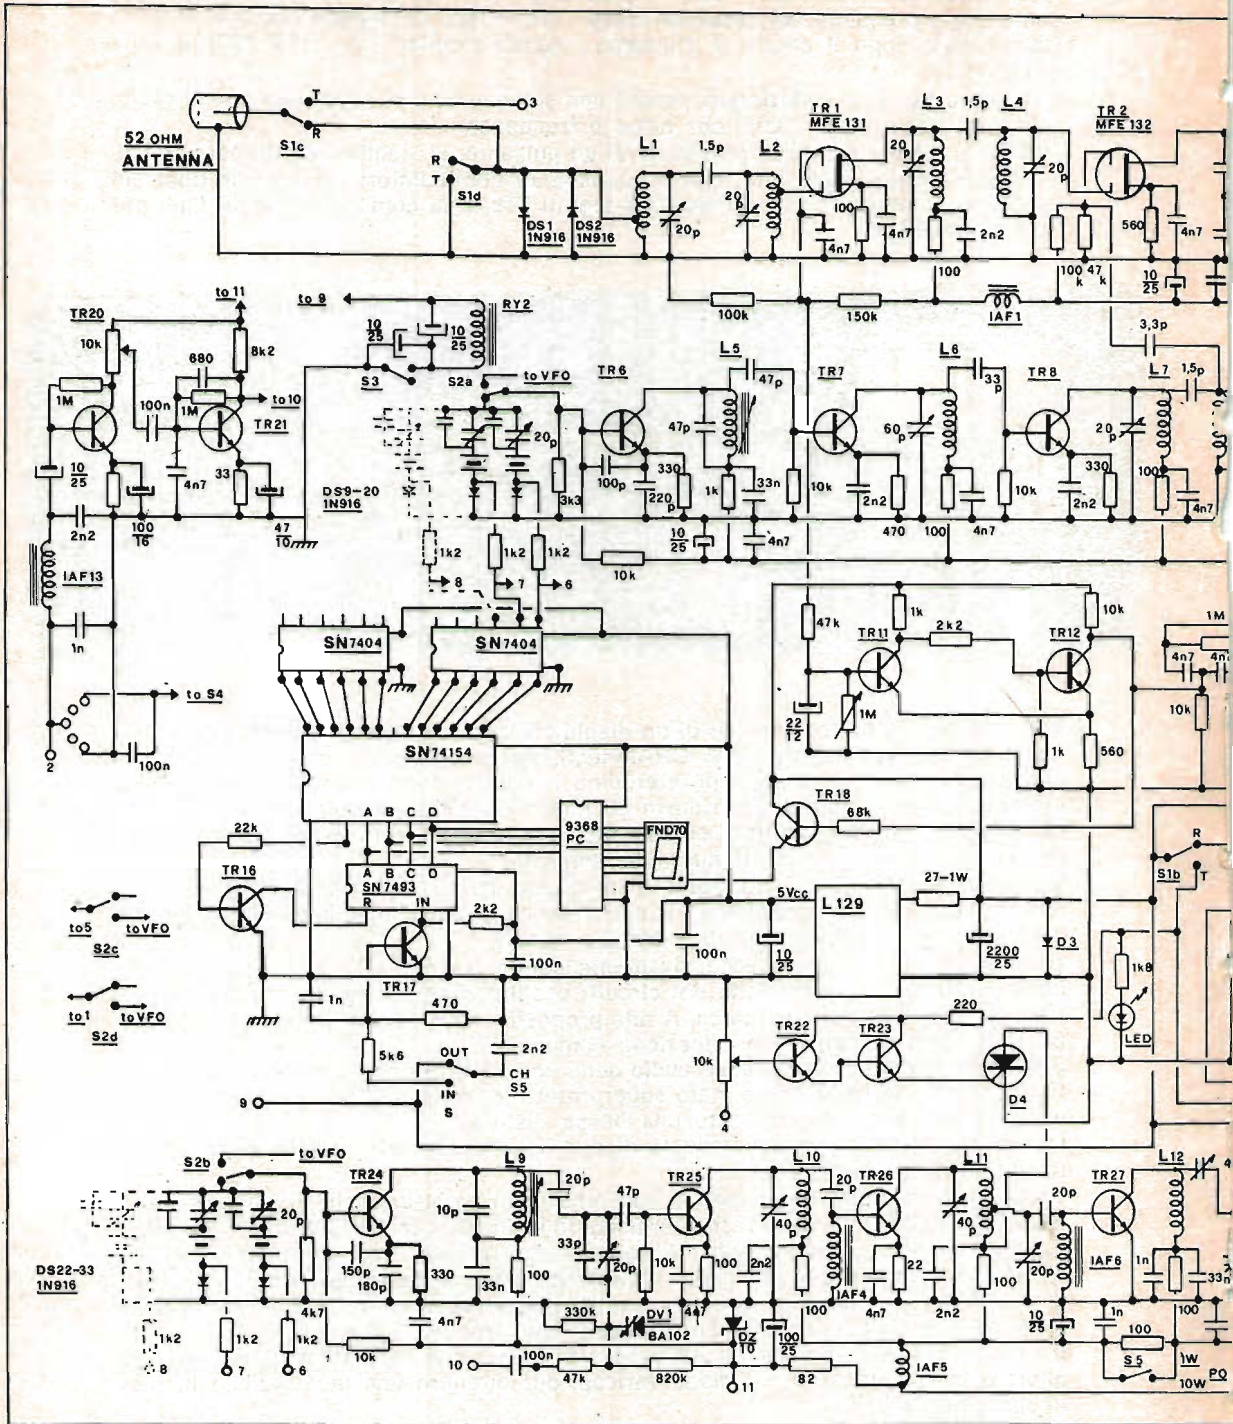 T
3
R
S1c
52 OHM
ANTENNA
R
T
S1d
DS1
1N916
DS2
1N916
L1
1,5p
L2
20p
20p
TR1
MFE 131
L3
1,5p
L4
TR2
MFE 132
20p
20p
100
4n7
4n7
2n2
100
560
4n7
100k
47k
10/25
100k
150k
IAF1
3,3p
to 11
to 9
RY2
TR20
10k
8k2
680
10/25
10/25
S3
S2a
to VFO
TR6
L5
47p
TR7
L6
33p
TR8
L7
1,5p
1M
1M
100n
to 10
TR21
10/25
33
4n7
2n2
100/16
47/10
DS9-20
1N916
20p
3k3
100p
47p
330
220p
1k
33n
10k
60p
2n2
470
100
4n7
10k
20p
330
2n2
100
4n7
1k2
1k2
1k2
10/25
4n7
10k
8
7
6
IAF13
1n
SN7404
SN7404
to S4
2
100n
SN74154
47k
1k
TR11
2k2
TR12
10k
1M
4n7
4n7
10k
22/12
1M
1k
560
A B C D
22k
TR16
9368
PC
FND70
TR18
68k
A B C D
SN7493
R IN
2k2
5Vcc
L129
27-1W
S1b
R
T
to5
S2c
to VFO
TR17
100n
100n
10/25
2200/25
D3
1k8
LED
to1
S2d
to VFO
1n
470
5k6
OUT
IN
S
CH
S5
2n2
10k
4
TR22
TR23
220
D4
9
S2b
to VFO
TR24
L9
20p
47p
TR25
L10
20p
TR26
L11
20p
TR27
L12
20p
10p
33p
20p
40p
40p
20p
IAF6
DS22-33
1N916
4k7
150p
180p
330
33n
100
10k
100
4n7
2n2
100
IAF4
4n7
22
2n2
100
1n
100
33n
1k2
8
1k2
7
1k2
6
10k
4n7
330k
DV1
BA102
DZ
10
100/25
10/25
1n
100
10
100n
47k
820k
11
82
IAF5
S5
1W
10W
PO